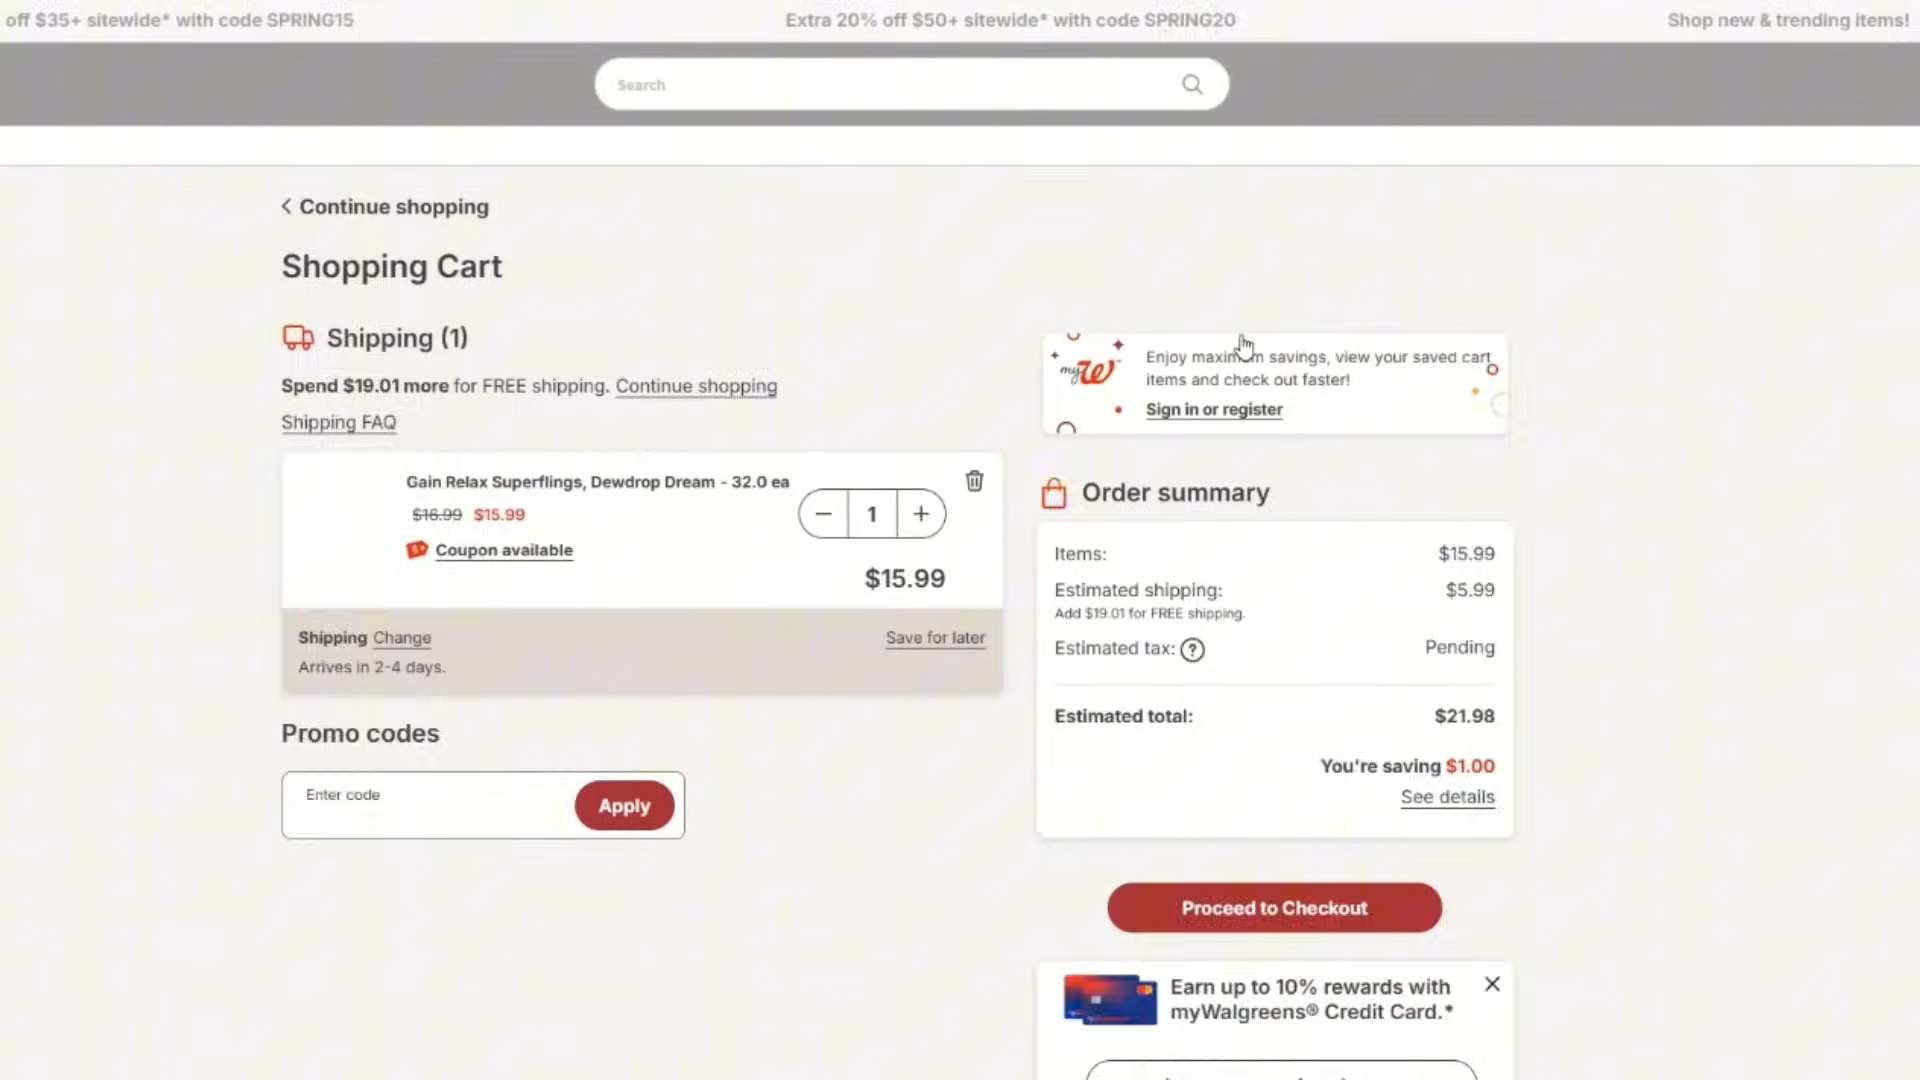 off $35+ sitewide* with code SPRING15
Extra 20% off $50+ sitewide* with code SPRING20
Shop new & trending items!
Search
Continue shopping
Shopping Cart
Shipping (1)
Spend $19.01 more for FREE shipping. Continue shopping
Shipping FAQ
Gain Relax Superflings, Dewdrop Dream - 32.0 ea
$16.99 $15.99
Coupon available
1
$15.99
Shipping Change
Save for later
Arrives in 2-4 days.
Promo codes
Enter code
Apply
my W
Enjoy maximum savings, view your saved cart
items and check out faster!
Sign in or register
Order summary
Items: $15.99
Estimated shipping: $5.99
Add $19.01 for FREE shipping.
Estimated tax: ? Pending
Estimated total: $21.98
You're saving $1.00
See details
Proceed to Checkout
Earn up to 10% rewards with
myWalgreens® Credit Card.*